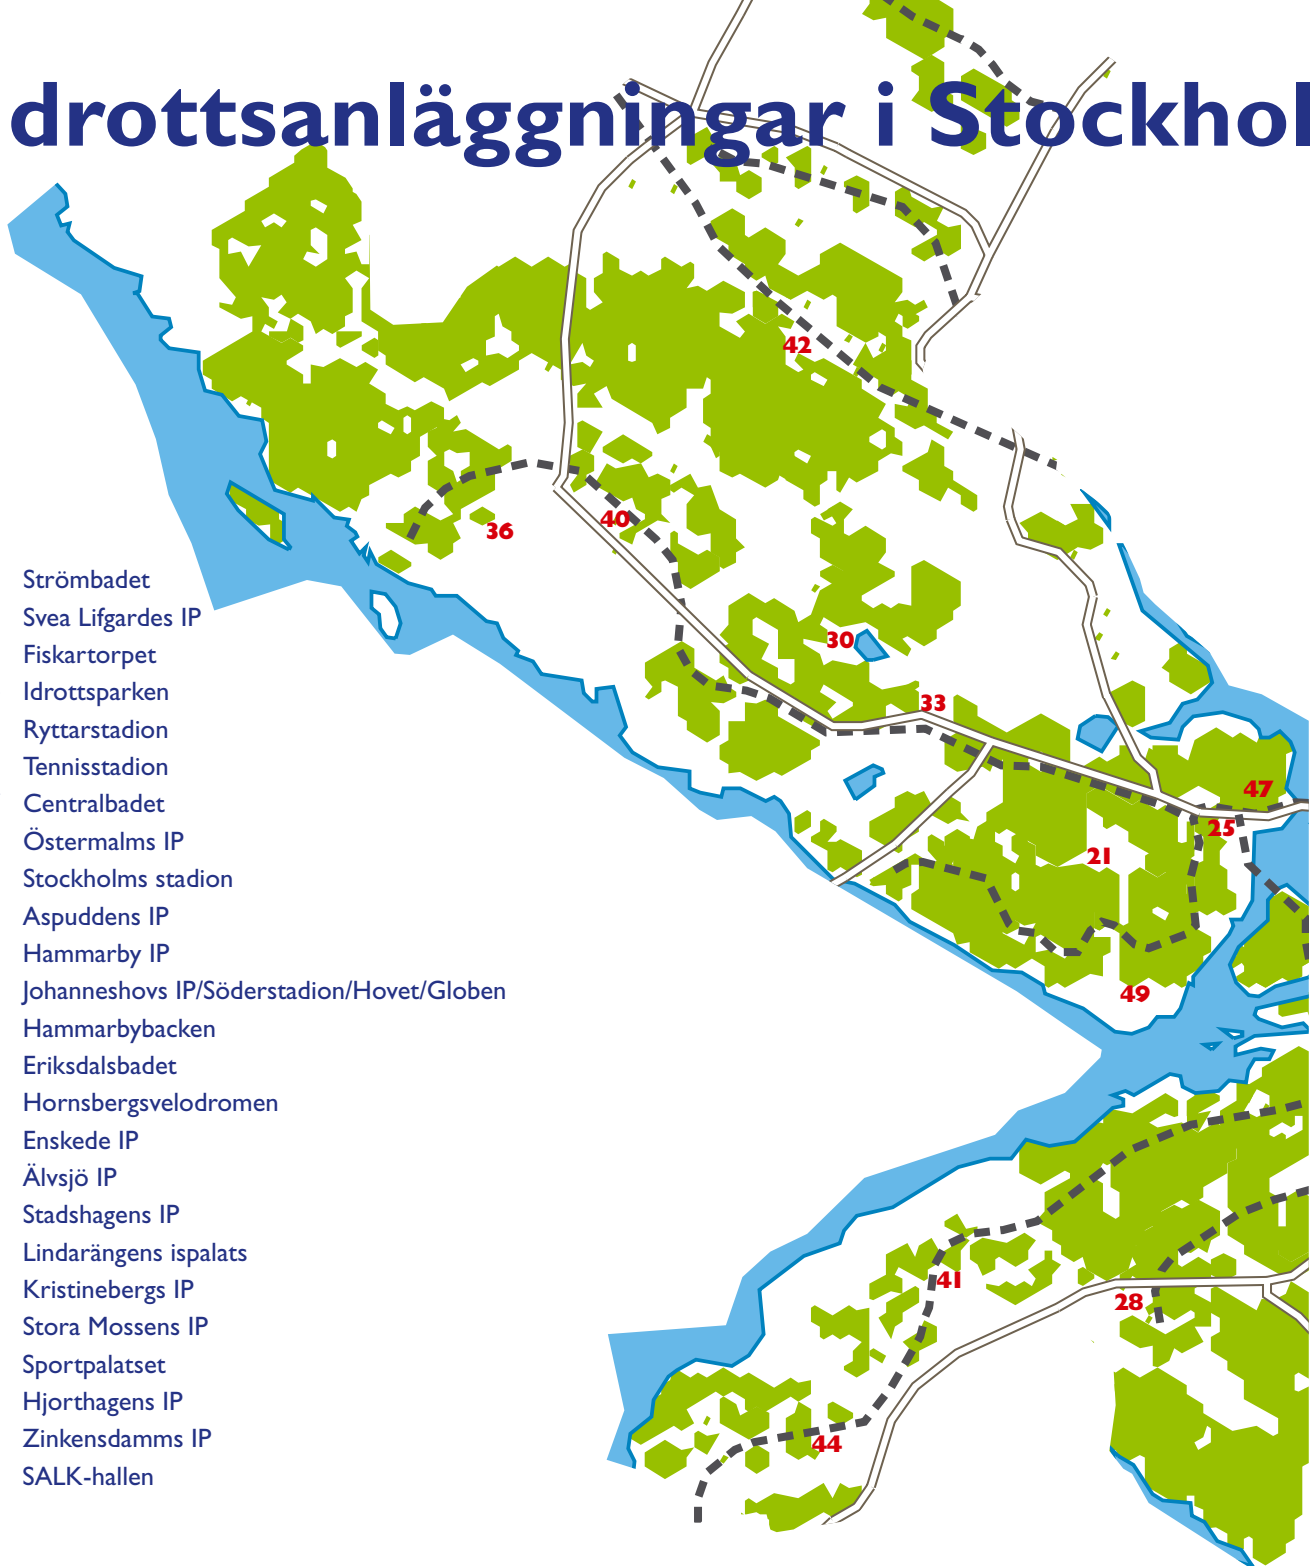 drottsanläggningar i Stockhol
42
36
40
Strömbadet
Svea Lifgardes IP
Fiskartorpet
30
Idrottsparken
33
Ryttarstadion
Tennisstadion
47
Centralbadet
25
Östermalms IP
21
Stockholms stadion
Aspuddens IP
Hammarby IP
Johanneshovs IP/Söderstadion/Hovet/Globen
49
Hammarbybacken
Eriksdalsbadet
Hornsbergsvelodromen
Enskede IP
Älvsjö IP
Stadshagens IP
Lindarängens ispalats
41
Kristinebergs IP
28
Stora Mossens IP
Sportpalatset
Hjorthagens IP
Zinkensdamms IP
44
SALK-hallen